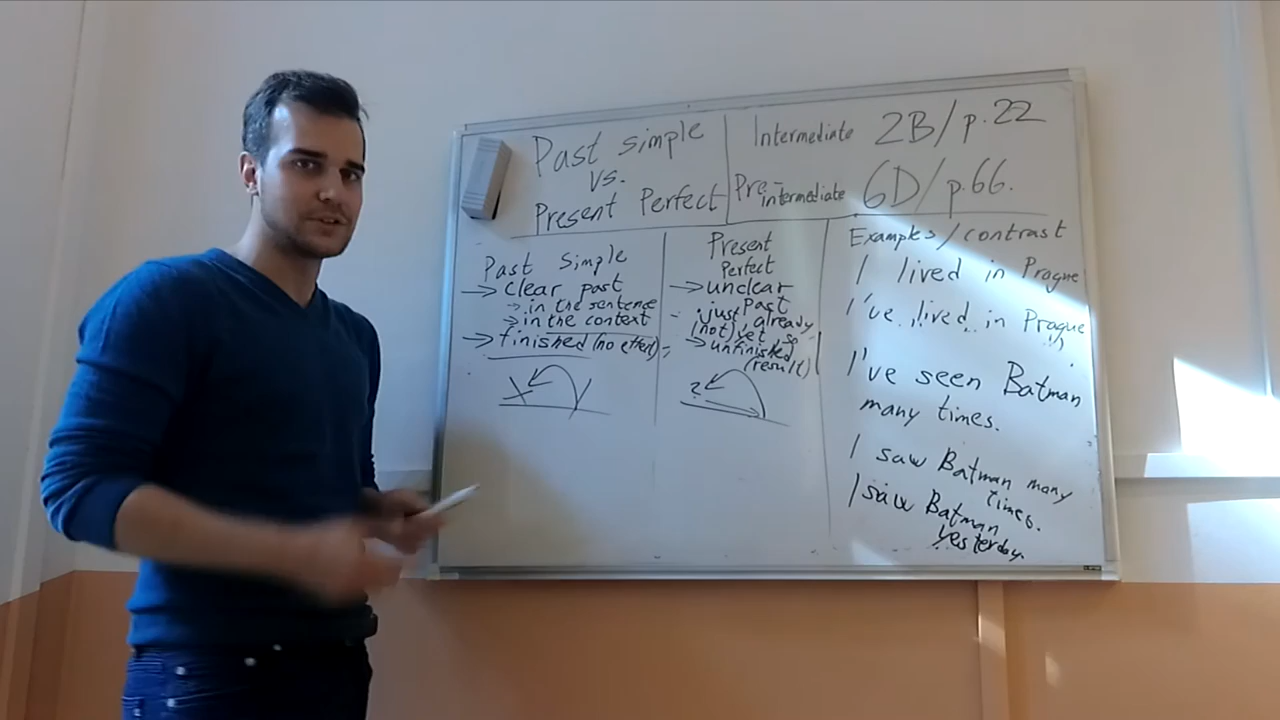 Past simple
vs.
Present Perfect
Intermediate 2B/p.22
Pre-intermediate 6D/p.66.
Past Simple
→ clear past
→ in the sentence
→ in the context
→ finished (no effect)
X
Present
Perfect
→ unclear
Past
just, already
(not) yet, so
→ unfinished
(result)
?
Examples/contrast
I lived in Prague
I've lived in Prague
I've seen Batman
many times.
I saw Batman many
times.
I saw Batman
yesterday.